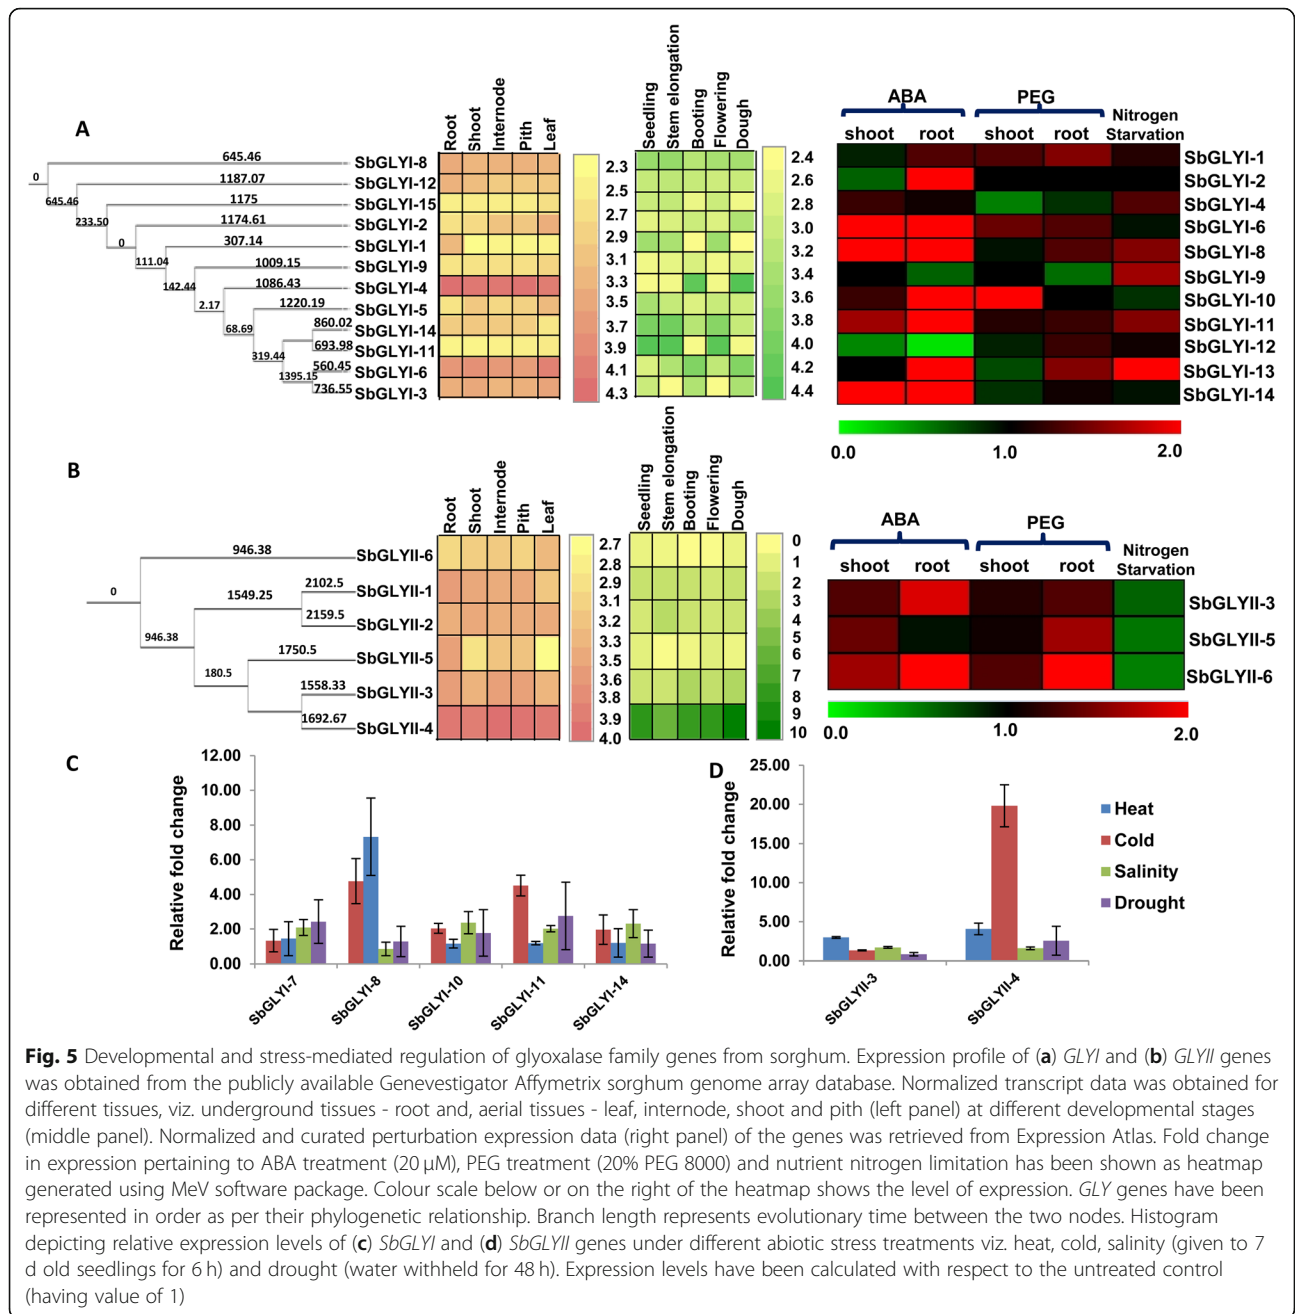 A
Root
Shoot
Internode
Pith
Leaf
Seedling
Stem elongation
Booting
Flowering
Dough
ABA
PEG
Nitrogen
Starvation
shoot
root
shoot
root
0
645.46
645.46
1187.07
233.50
1175
0
1174.61
111.04
307.14
142.44
1009.15
2.17
1086.43
68.69
1220.19
319.44
860.02
693.98
1395.15
560.45
736.55
SbGLYI-8
SbGLYI-12
SbGLYI-15
SbGLYI-2
SbGLYI-1
SbGLYI-9
SbGLYI-4
SbGLYI-5
SbGLYI-14
SbGLYI-11
SbGLYI-6
SbGLYI-3
2.3
2.5
2.7
2.9
3.1
3.3
3.5
3.7
3.9
4.1
4.3
2.4
2.6
2.8
3.0
3.2
3.4
3.6
3.8
4.0
4.2
4.4
SbGLYI-1
SbGLYI-2
SbGLYI-4
SbGLYI-6
SbGLYI-8
SbGLYI-9
SbGLYI-10
SbGLYI-11
SbGLYI-12
SbGLYI-13
SbGLYI-14
0.0
1.0
2.0
B
Root
Shoot
Internode
Pith
Leaf
Seedling
Stem elongation
Booting
Flowering
Dough
ABA
PEG
Nitrogen
Starvation
shoot
root
shoot
root
0
946.38
946.38
1549.25
2102.5
2159.5
180.5
1750.5
1558.33
1692.67
SbGLYII-6
SbGLYII-1
SbGLYII-2
SbGLYII-5
SbGLYII-3
SbGLYII-4
2.7
2.8
2.9
3.1
3.2
3.3
3.5
3.6
3.8
3.9
4.0
0
1
2
3
4
5
6
7
8
9
10
SbGLYII-3
SbGLYII-5
SbGLYII-6
0.0
1.0
2.0
C
Relative fold change
12.00
10.00
8.00
6.00
4.00
2.00
0.00
SbGLYI-7
SbGLYI-8
SbGLYI-10
SbGLYI-11
SbGLYI-14
D
Relative fold change
25.00
20.00
15.00
10.00
5.00
0.00
SbGLYII-3
SbGLYII-4
Heat
Cold
Salinity
Drought
Fig. 5 Developmental and stress-mediated regulation of glyoxalase family genes from sorghum. Expression profile of (a) GLYI and (b) GLYII genes
was obtained from the publicly available Genevestigator Affymetrix sorghum genome array database. Normalized transcript data was obtained for
different tissues, viz. underground tissues - root and, aerial tissues - leaf, internode, shoot and pith (left panel) at different developmental stages
(middle panel). Normalized and curated perturbation expression data (right panel) of the genes was retrieved from Expression Atlas. Fold change
in expression pertaining to ABA treatment (20 μM), PEG treatment (20% PEG 8000) and nutrient nitrogen limitation has been shown as heatmap
generated using MeV software package. Colour scale below or on the right of the heatmap shows the level of expression. GLY genes have been
represented in order as per their phylogenetic relationship. Branch length represents evolutionary time between the two nodes. Histogram
depicting relative expression levels of (c) SbGLYI and (d) SbGLYII genes under different abiotic stress treatments viz. heat, cold, salinity (given to 7
d old seedlings for 6 h) and drought (water withheld for 48 h). Expression levels have been calculated with respect to the untreated control
(having value of 1)